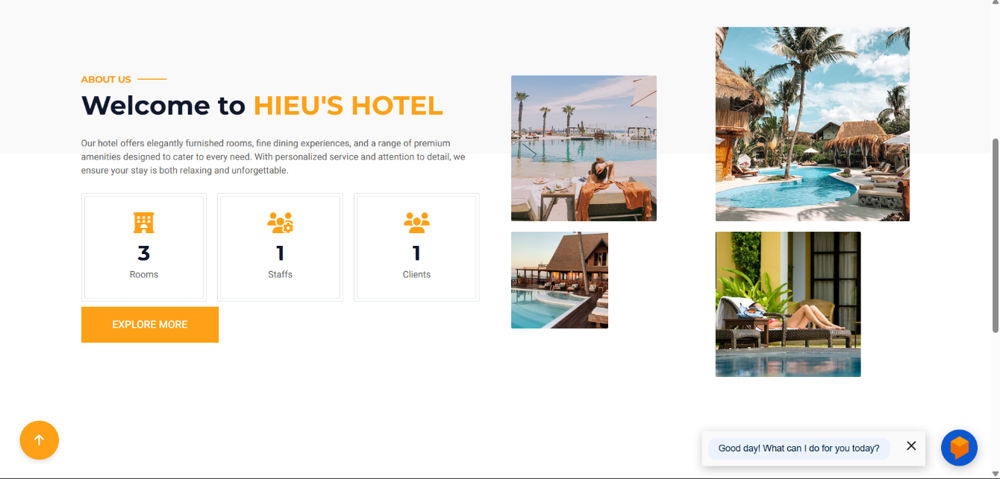 ABOUT US
Welcome to HIEU'S HOTEL
Our hotel offers elegantly furnished rooms, fine dining experiences, and a range of premium
amenities designed to cater to every need. With personalized service and attention to detail, we
ensure your stay is both relaxing and unforgettable.
3
Rooms
1
Staffs
1
Clients
EXPLORE MORE
Good day! What can I do for you today?